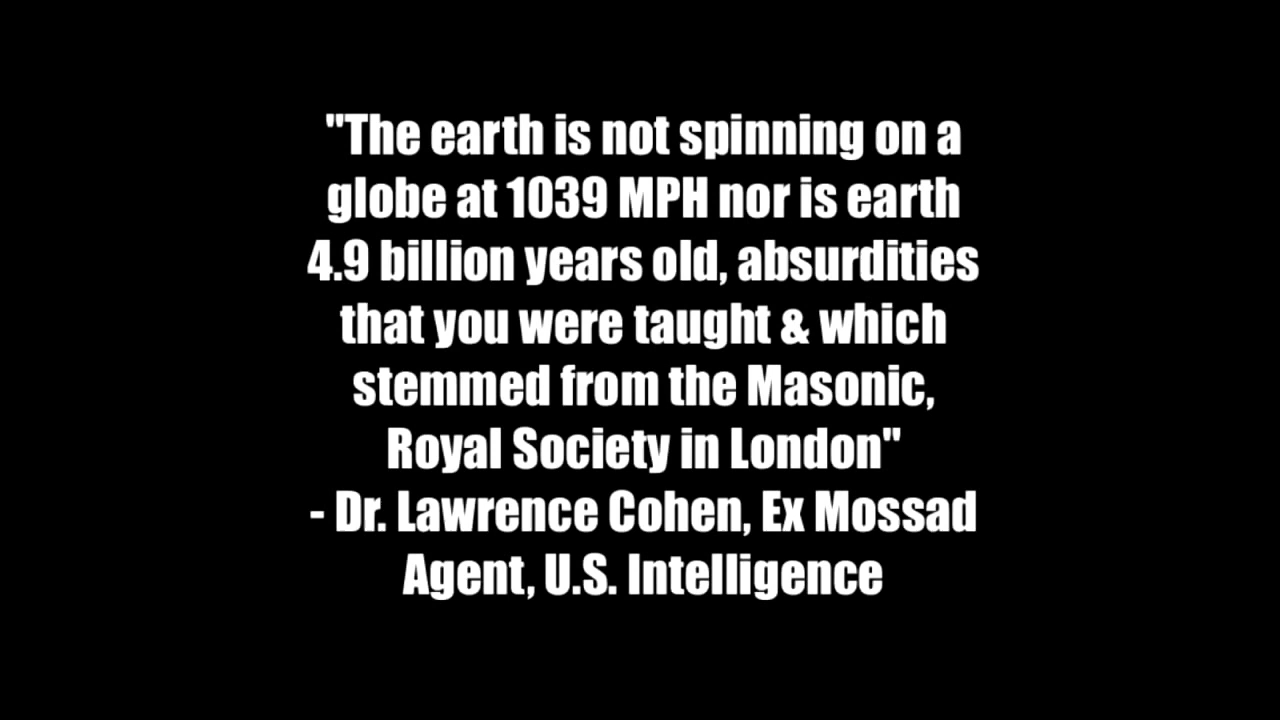 "The earth is not spinning on a
globe at 1039 MPH nor is earth
4.9 billion years old, absurdities
that you were taught & which
stemmed from the Masonic,
Royal Society in London"
- Dr. Lawrence Cohen, Ex Mossad
Agent, U.S. Intelligence